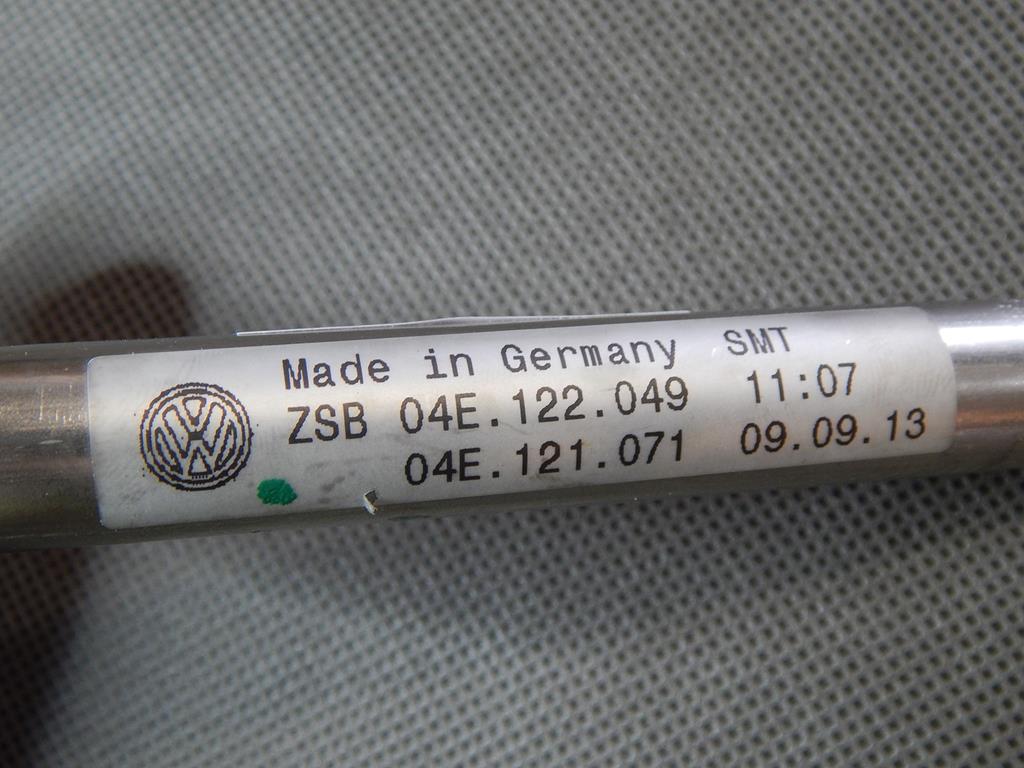 Made in Germany SMT
ZSB 04E.122.049 11:07
04E.121.071 09.09.13